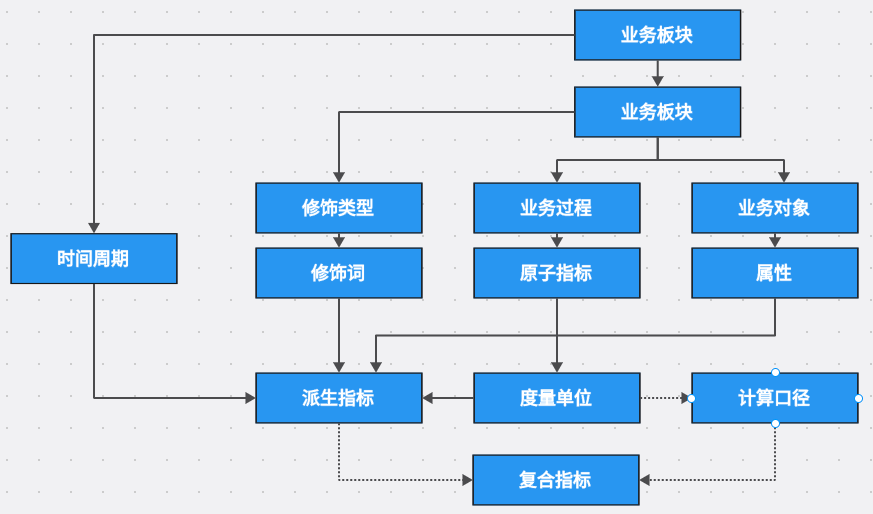 业务板块
业务板块
修饰类型
业务过程
业务对象
时间周期
修饰词
原子指标
属性
派生指标
度量单位
计算口径
复合指标